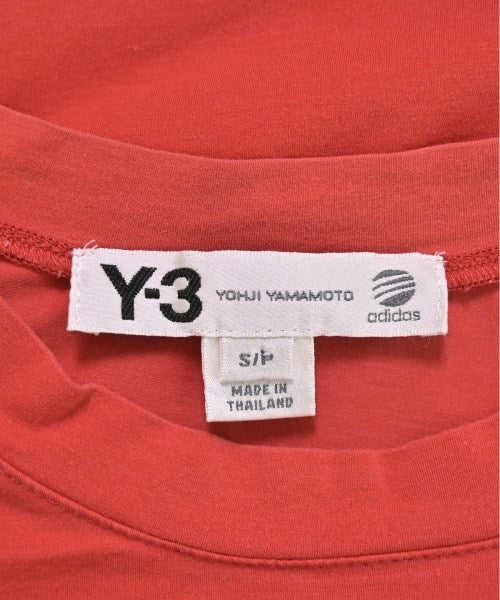 Y-3 YOHJI YAMAMOTO adidas
S/P
MADE IN
THAILAND